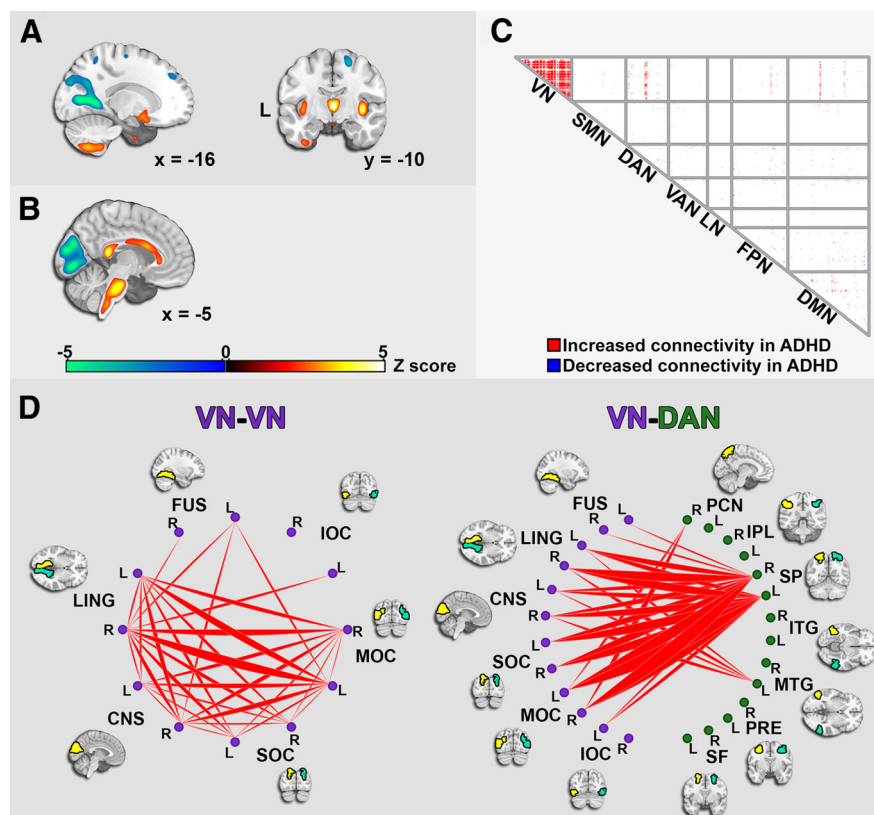 A
L
x = -16
y = -10
B
x = -5
-5
0
5
Z score
C
VN
SMN
DAN
VAN
LN
FPN
DMN
Increased connectivity in ADHD
Decreased connectivity in ADHD
D
VN-VN
FUS
R
L
R
IOC
L
L
LING
R
R
MOC
L
L
CNS
R
L
R
SOC
VN-DAN
FUS
L
R
LING
L
R
CNS
L
R
SOC
L
R
MOC
L
R
IOC
L
R
R
PCN
L
R
IPL
L
R
SP
L
R
ITG
L
R
MTG
L
R
PRE
L
R
SF
L